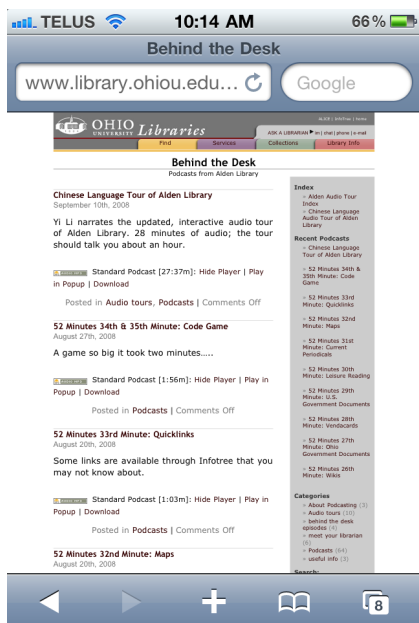 TELUS 10:14 AM 66%
Behind the Desk
www.library.ohiou.edu... Google
ALICE | InfoTree | home
OHIO
UNIVERSITY Libraries
ASK A LIBRARIAN ▶ im | chat | phone | e-mail
Find Services Collections Library Info
Behind the Desk
Podcasts from Alden Library
Chinese Language Tour of Alden Library
September 10th, 2008
Yi Li narrates the updated, interactive audio tour
of Alden Library. 28 minutes of audio; the tour
should talk you about an hour.
Standard Podcast [27:37m]: Hide Player | Play
in Popup | Download
Posted in Audio tours, Podcasts | Comments Off
52 Minutes 34th & 35th Minute: Code Game
August 27th, 2008
A game so big it took two minutes.....
Standard Podcast [1:56m]: Hide Player | Play in
Popup | Download
Posted in Podcasts | Comments Off
52 Minutes 33rd Minute: Quicklinks
August 20th, 2008
Some links are available through Infotree that you
may not know about.
Standard Podcast [1:03m]: Hide Player | Play in
Popup | Download
Posted in Podcasts | Comments Off
52 Minutes 32nd Minute: Maps
August 20th, 2008
Index
» Alden Audio Tour
Index
» Chinese Language
Audio Tour of Alden
Library
Recent Podcasts
» Chinese Language
Tour of Alden Library
» 52 Minutes 34th &
35th Minute: Code
Game
» 52 Minutes 33rd
Minute: Quicklinks
» 52 Minutes 32nd
Minute: Maps
» 52 Minutes 31st
Minute: Current
Periodicals
» 52 Minutes 30th
Minute: Leisure Reading
» 52 Minutes 29th
Minute: U.S.
Government Documents
» 52 Minutes 28th
Minute: Vendacards
» 52 Minutes 27th
Minute: Ohio
Government Documents
» 52 Minutes 26th
Minute: Wikis
Categories
» About Podcasting (3)
» Audio tours (10)
» behind the desk
episodes (4)
» meet your librarian
(6)
» Podcasts (64)
» useful info (3)
Search:
8